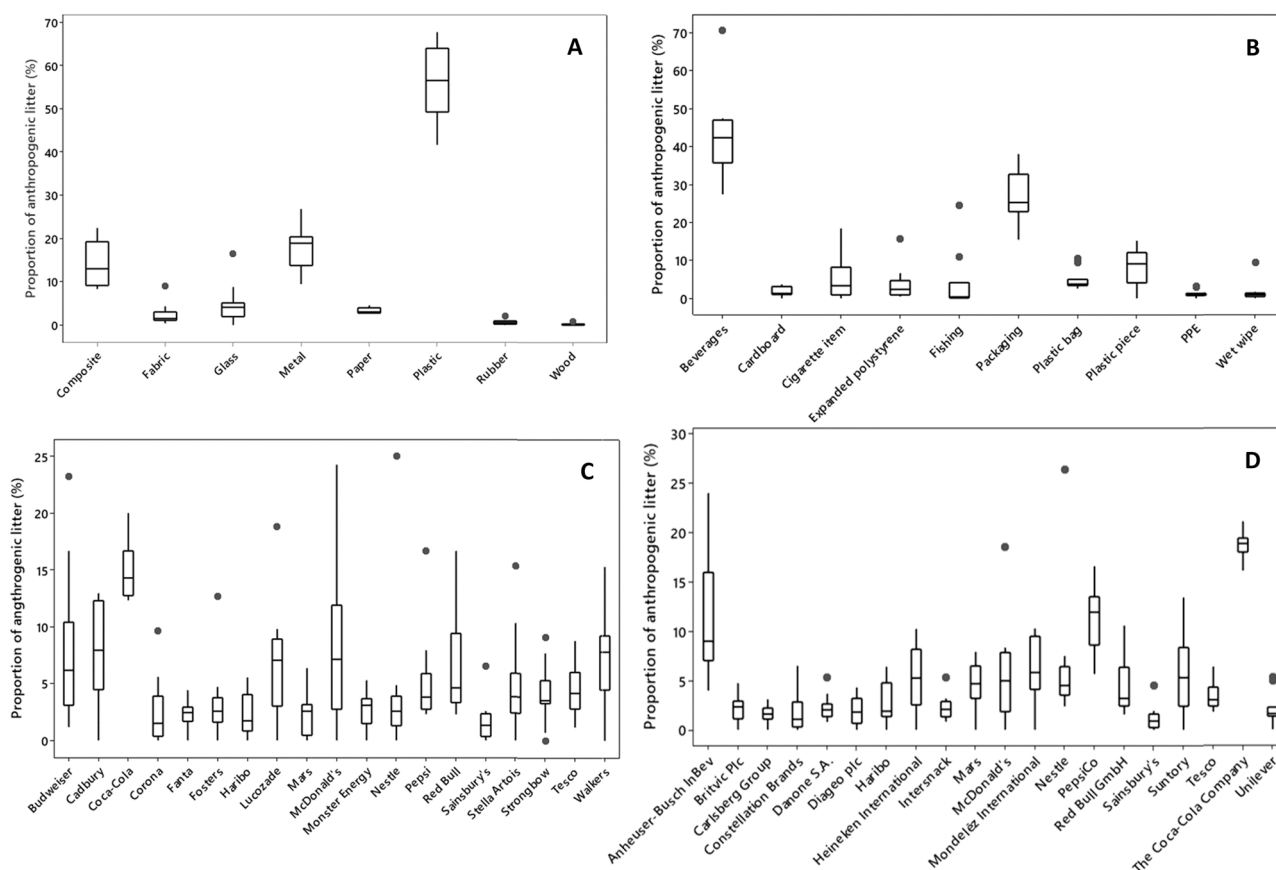 A
Proportion of anthropogenic litter (%)
70
60
50
40
30
20
10
0
Composite
Fabric
Glass
Metal
Paper
Plastic
Rubber
Wood
B
Proportion of anthropogenic litter (%)
70
60
50
40
30
20
10
0
Beverages
Cardboard
Cigarette item
Expanded polystyrene
Fishing
Packaging
Plastic bag
Plastic piece
PPE
Wet wipe
C
Proportion of angthrogenic litter (%)
25
20
15
10
5
0
Budweiser
Cadbury
Coca-Cola
Corona
Fanta
Fosters
Haribo
Lucozade
Mars
McDonald's
Monster Energy
Nestle
Pepsi
Red Bull
Sainsbury's
Stella Artois
Strongbow
Tesco
Walkers
D
Proportion of anthropogenic litter (%)
30
25
20
15
10
5
0
Anheuser-Busch InBev
Britvic Plc
Carlsberg Group
Constellation Brands
Danone S.A.
Diageo plc
Haribo
Heineken International
Intersnack
Mars
McDonald's
Mondelēz International
Nestle
PepsiCo
Red Bull GmbH
Sainsbury's
Suntory
Tesco
The Coca-Cola Company
Unilever